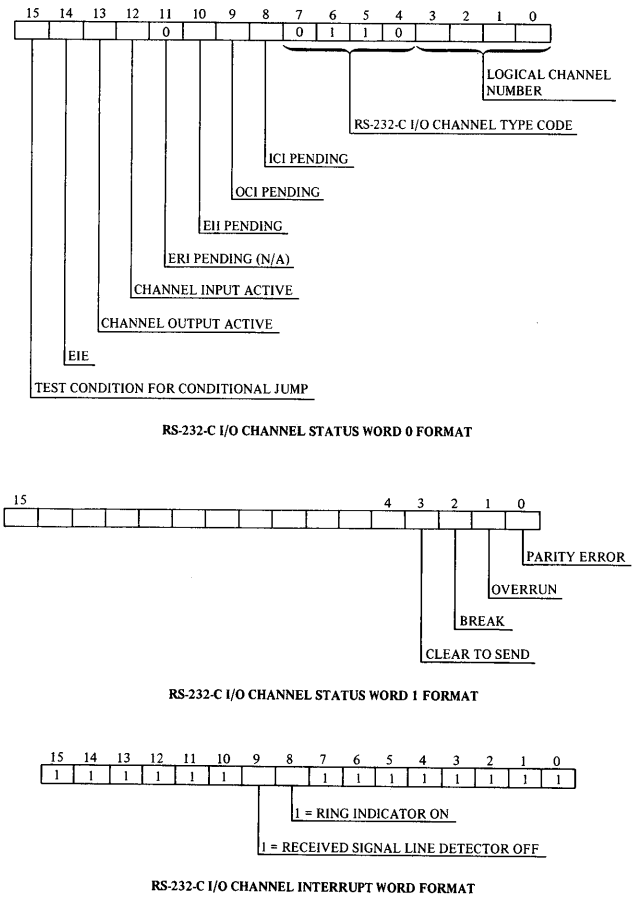 15 14 13 12 11 10 9 8 7 6 5 4 3 2 1 0
0 0 1 1 0
LOGICAL CHANNEL
NUMBER
RS-232-C I/O CHANNEL TYPE CODE
ICI PENDING
OCI PENDING
EII PENDING
ERI PENDING (N/A)
CHANNEL INPUT ACTIVE
CHANNEL OUTPUT ACTIVE
EIE
TEST CONDITION FOR CONDITIONAL JUMP
RS-232-C I/O CHANNEL STATUS WORD 0 FORMAT
15 4 3 2 1 0
PARITY ERROR
OVERRUN
BREAK
CLEAR TO SEND
RS-232-C I/O CHANNEL STATUS WORD 1 FORMAT
15 14 13 12 11 10 9 8 7 6 5 4 3 2 1 0
1 1 1 1 1 1 1 1 1 1 1 1 1 1
1 = RING INDICATOR ON
1 = RECEIVED SIGNAL LINE DETECTOR OFF
RS-232-C I/O CHANNEL INTERRUPT WORD FORMAT